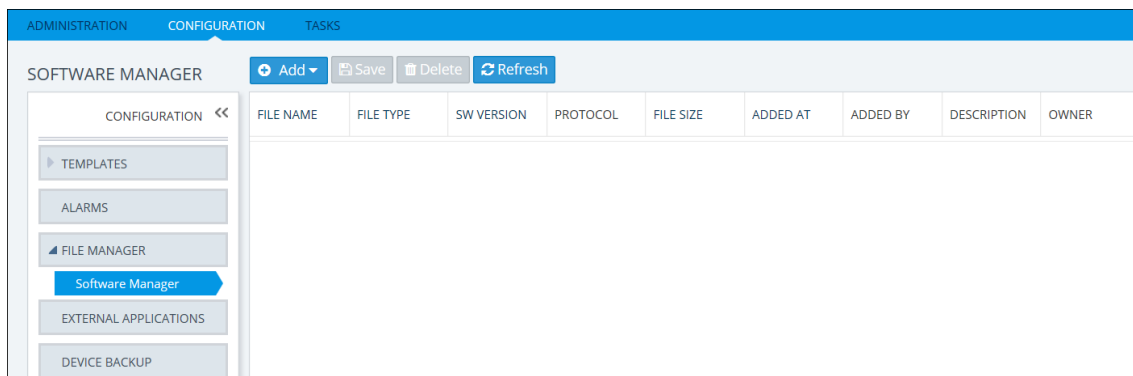 ADMINISTRATION CONFIGURATION TASKS
SOFTWARE MANAGER
Add Save Delete Refresh
CONFIGURATION <<
FILE NAME FILE TYPE SW VERSION PROTOCOL FILE SIZE ADDED AT ADDED BY DESCRIPTION OWNER
TEMPLATES
ALARMS
FILE MANAGER
Software Manager
EXTERNAL APPLICATIONS
DEVICE BACKUP